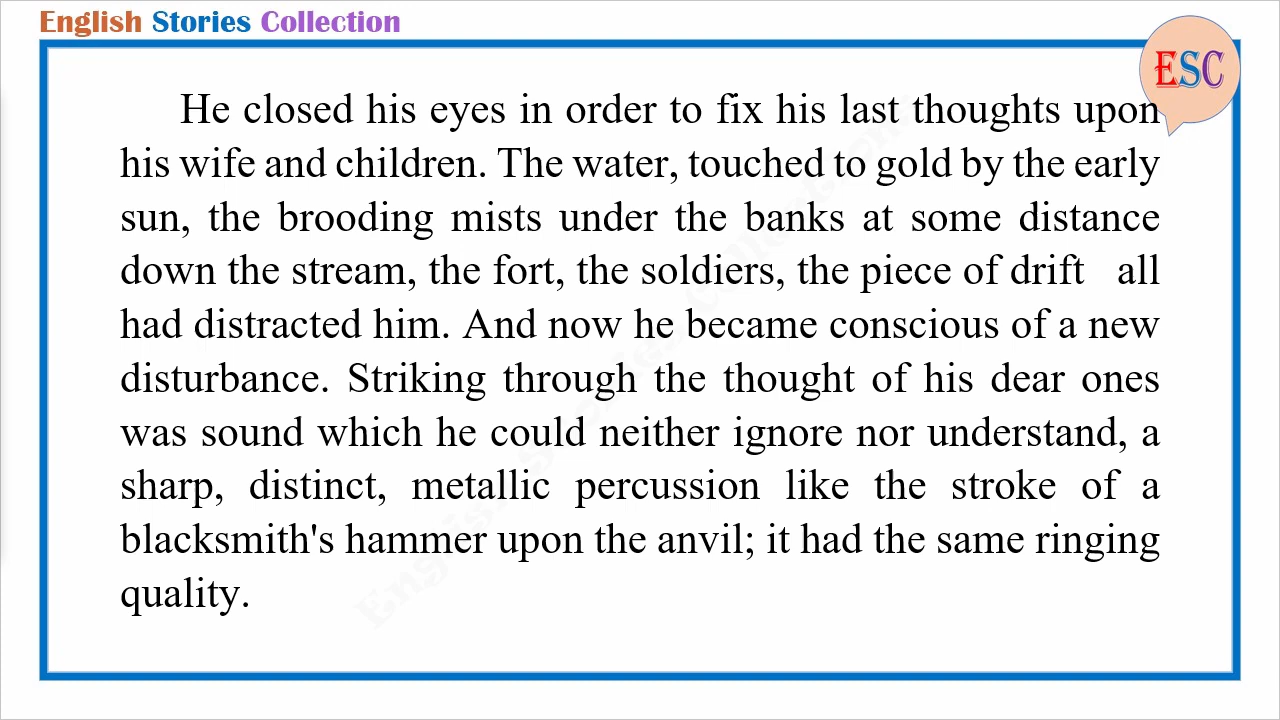 English Stories Collection
ESC
He closed his eyes in order to fix his last thoughts upon
his wife and children. The water, touched to gold by the early
sun, the brooding mists under the banks at some distance
down the stream, the fort, the soldiers, the piece of drift all
had distracted him. And now he became conscious of a new
disturbance. Striking through the thought of his dear ones
was sound which he could neither ignore nor understand, a
sharp, distinct, metallic percussion like the stroke of a
blacksmith's hammer upon the anvil; it had the same ringing
quality.
English Stories Collection